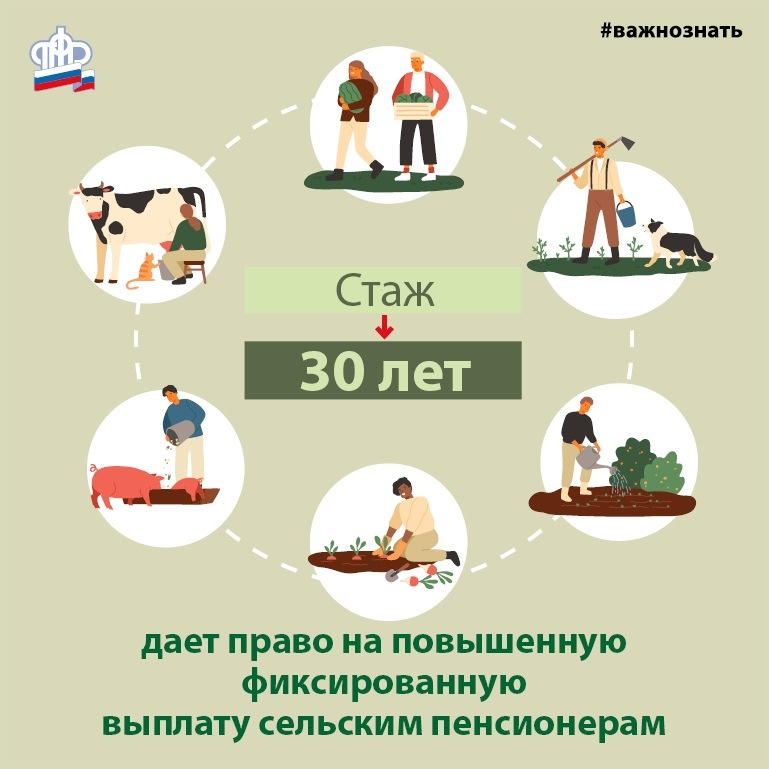 #важнознать
Стаж
30 лет
дает право на повышенную
фиксированную
выплату сельским пенсионерам